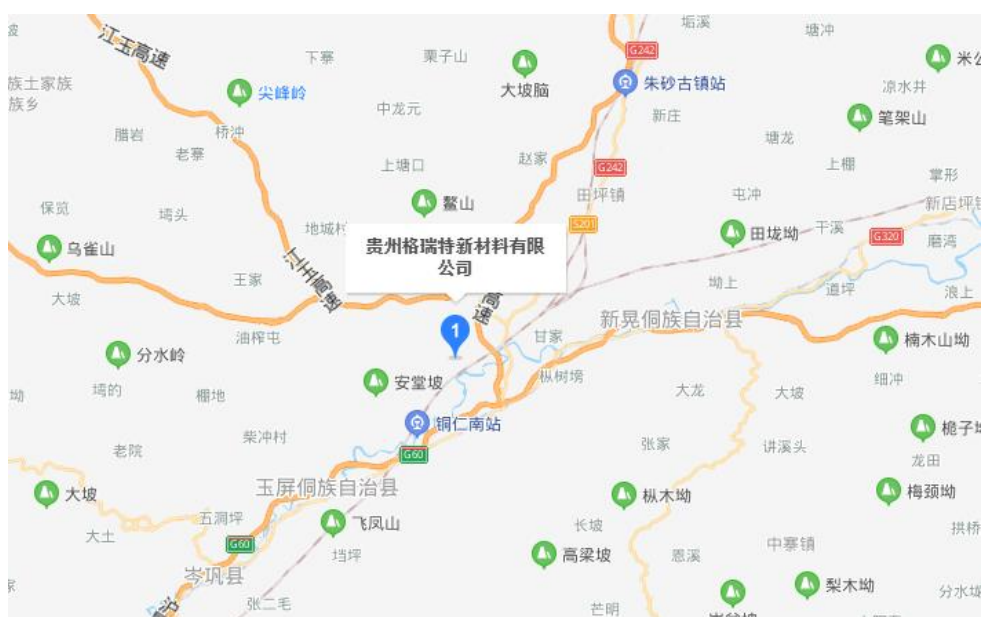 坡
江玉高速
下寨
栗子山
垢溪
塘冲
G242
米公
大坡脑
朱砂古镇站
凉水井
族土家族
族乡
尖峰岭
中龙元
新庄
笔架山
腊岩
桥冲
老寨
塘龙
赵家
上塘口
G242
上棚
掌形
田坪镇
屯冲
保览
塆头
鳌山
新店坪镇
地城村
S201
田垅坳
干溪
G320
磨湾
乌雀山
贵州格瑞特新材料有限
公司
江玉高速
王家
坳上
道坪
浪上
大坡
高速
1
新晃侗族自治县
油榨屯
甘家
楠木山坳
分水岭
安堂坡
枞树塝
细冲
坳
塆的
棚地
大龙
大坡
铜仁南站
桅子坳
柴冲村
张家
讲溪头
老院
G60
龙田
大坡
玉屏侗族自治县
枞木坳
梅颈坳
五洞坪
飞凤山
长坡
大土
G60
垱坪
高梁坡
恩溪
中寨镇
拱桥
岑巩县
梨木坳
家
分水垅
张二毛
芒明